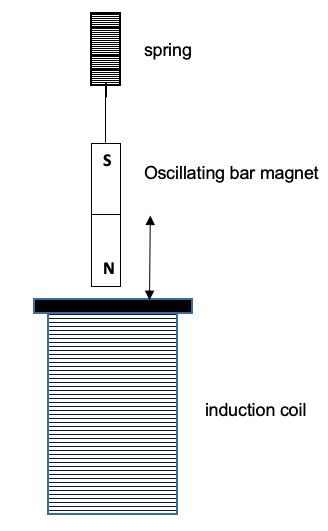 spring
S
Oscillating bar magnet
N
induction coil